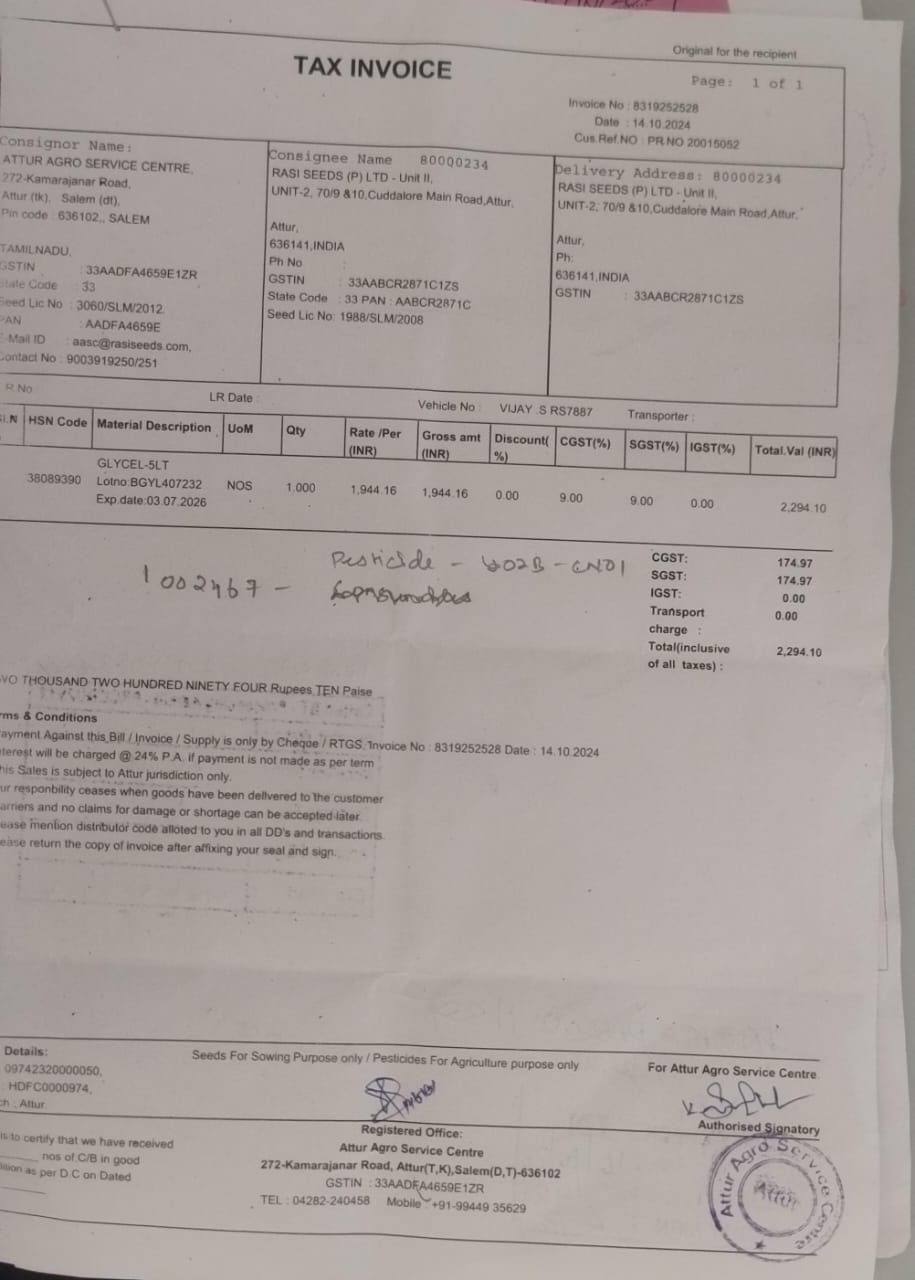 Original for the recipient
TAX INVOICE
Page: 1 of 1
Invoice No : 8319252528
Date : 14.10.2024
Cus.Ref.NO : PR.NO 20015052
Consignor Name:
ATTUR AGRO SERVICE CENTRE,
272-Kamarajanar Road,
Attur (tk), Salem (dt),
Pin code : 636102,, SALEM
TAMILNADU,
GSTIN : 33AADFA4659E1ZR
State Code : 33
Seed Lic No : 3060/SLM/2012
PAN : AADFA4659E
E-Mail ID : aasc@rasiseeds.com,
Contact No : 9003919250/251
Consignee Name 80000234
RASI SEEDS (P) LTD - Unit II,
UNIT-2, 70/9 &10,Cuddalore Main Road,Attur,
Attur,
636141,INDIA
Ph No :
GSTIN : 33AABCR2871C1ZS
State Code : 33 PAN : AABCR2871C
Seed Lic No: 1988/SLM/2008
Delivery Address: 80000234
RASI SEEDS (P) LTD - Unit II,
UNIT-2, 70/9 &10,Cuddalore Main Road,Attur,
Attur,
Ph:
636141,INDIA
GSTIN : 33AABCR2871C1ZS
R No LR Date : Vehicle No : VIJAY .S RS7887 Transporter :
HSN Code Material Description UoM Qty Rate /Per (INR) Gross amt (INR) Discount( %) CGST(%) SGST(%) IGST(%) Total.Val (INR)
GLYCEL-5LT
38089390 Lotno:BGYL407232 NOS 1.000 1,944.16 1,944.16 0.00 9.00 9.00 0.00 2,294.10
Exp.date:03.07.2026
CGST: 174.97
SGST: 174.97
IGST: 0.00
Transport charge : 0.00
Total(inclusive of all taxes) : 2,294.10
Pesticide
1002467 -
WO THOUSAND TWO HUNDRED NINETY FOUR Rupees TEN Paise
rms & Conditions
ayment Against this Bill / Invoice / Supply is only by Cheque / RTGS, Invoice No : 8319252528 Date : 14.10.2024
terest will be charged @ 24% P.A. if payment is not made as per term
his Sales is subject to Attur jurisdiction only.
ur responbility ceases when goods have been delivered to the customer
arriers and no claims for damage or shortage can be accepted later.
ease mention distributor code alloted to you in all DD's and transactions.
ease return the copy of invoice after affixing your seal and sign.
Details:
09742320000050,
: HDFC0000974,
ch : Attur.
Seeds For Sowing Purpose only / Pesticides For Agriculture purpose only
For Attur Agro Service Centre
Authorised Signatory
is to certify that we have received
nos of C/B in good
ition as per D.C on Dated
Registered Office:
Attur Agro Service Centre
272-Kamarajanar Road, Attur(T,K),Salem(D,T)-636102
GSTIN : 33AADFA4659E1ZR
TEL : 04282-240458 Mobile : +91-99449 35629
Attur Agro Service Centre
Attur